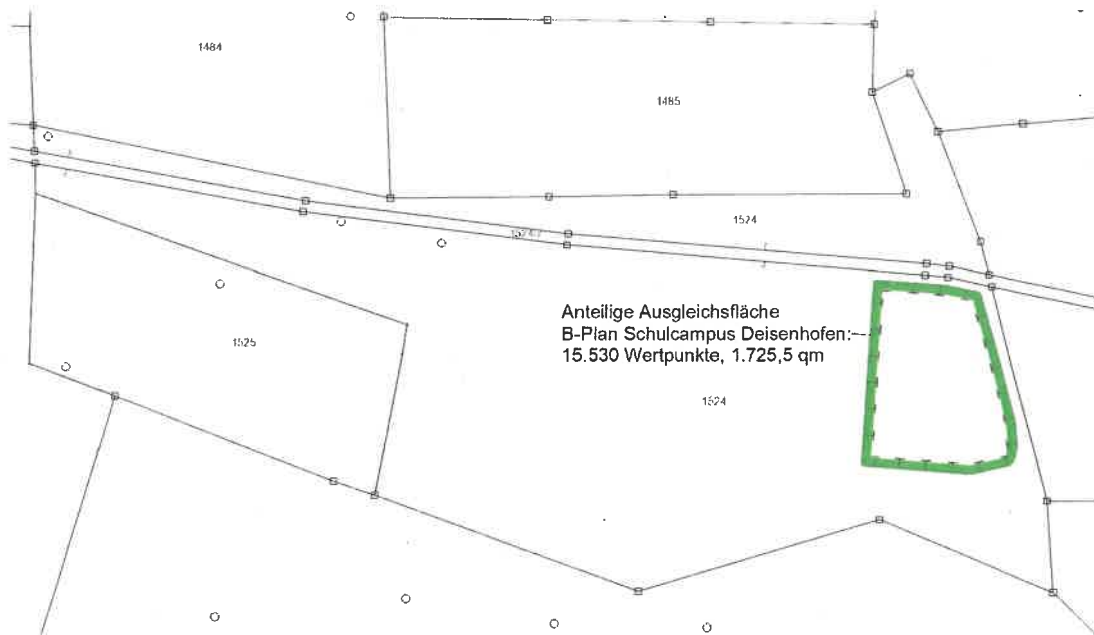 1484
1485
1524
1525
Anteilige Ausgleichsfläche
B-Plan Schulcampus Deisenhofen:
15.530 Wertpunkte, 1.725,5 qm
1524